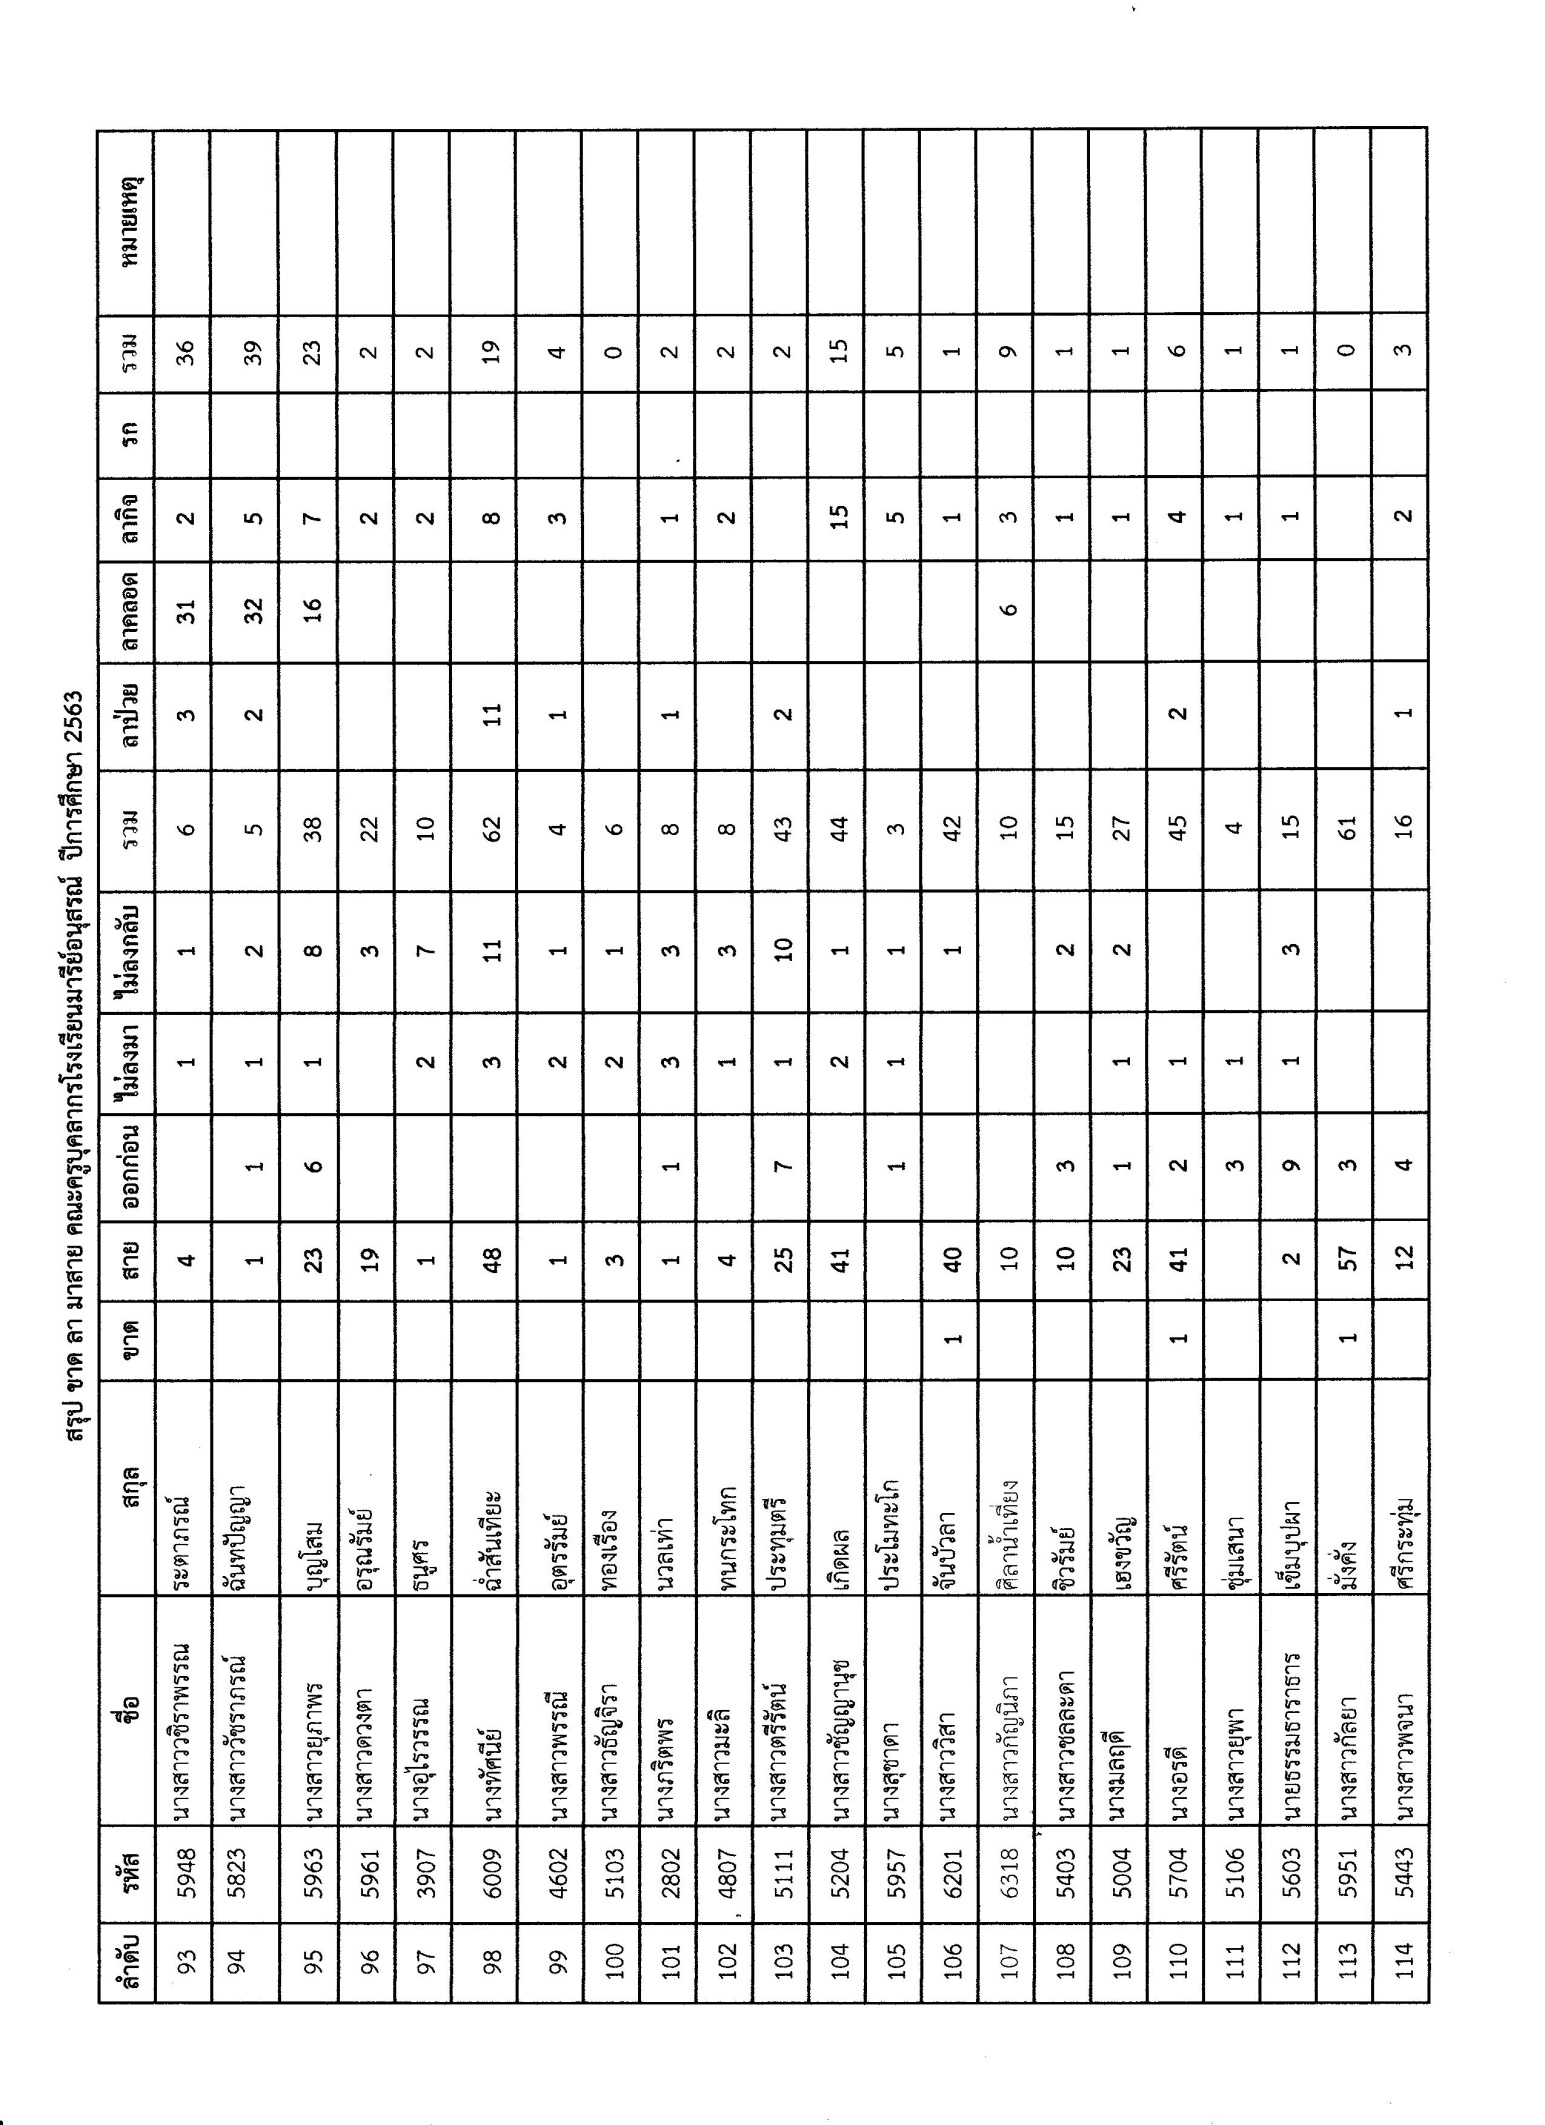 สรุป ขาด ลา มาสาย คณะครูบุคลากรโรงเรียนมารีย์อนุสรณ์ ปีการศึกษา 2563
ลำดับ รหัส ชื่อ สกุล ขาด สาย ออกก่อน ไม่ลงมา ไม่ลงกลับ รวม ลาป่วย ลาคลอด ลากิจ รก รวม หมายเหตุ
93 5948 นางสาววชิราพรรณ ระตาภรณ์ 4 1 1 6 3 31 2 36
94 5823 นางสาววัชราภรณ์ ฉันทปัญญา 1 1 1 2 5 2 32 5 39
95 5963 นางสาวยุภาพร บุญโสม 23 6 1 8 38 16 7 23
96 5961 นางสาวดวงตา อรุณรัมย์ 19 3 22 2 2
97 3907 นางอุไรวรรณ ธนูศร 1 2 7 10 2 2
98 6009 นางทัศนีย์ ฉ่ำสันเทียะ 48 3 11 62 11 8 19
99 4602 นางสาวพรรณี อุตรรัมย์ 1 2 1 4 1 3 4
100 5103 นางสาวธัญจิรา ทองเรือง 3 2 1 6 0
101 2802 นางภริตพร นวลเท่า 1 1 3 3 8 1 1 2
102 4807 นางสาวมะลิ ทนกระโทก 4 1 3 8 2 2
103 5111 นางสาวตรีรัตน์ ประทุมตรี 25 7 1 10 43 2 2
104 5204 นางสาวชัญญานุช เกิดผล 41 2 1 44 15 15
105 5957 นางสุชาดา ประโมทะโก 1 1 1 3 5 5
106 6201 นางสาววิสา จันบัวลา 1 40 1 42 1 1
107 6318 นางสาวกัญนิภา ศิลาน้ำเที่ยง 10 10 6 3 9
108 5403 นางสาวชลละดา ชิวรัมย์ 10 3 2 15 1 1
109 5004 นางมลฤดี เฮงขวัญ 23 1 1 2 27 1 1
110 5704 นางอรดี ศรีรัตน์ 1 41 2 1 45 2 4 6
111 5106 นางสาวยุพา ชุ่มเสนา 3 1 4 1 1
112 5603 นายธรรมธาราธาร เข็มบุปผา 2 9 1 3 15 1 1
113 5951 นางสาวกัลยา มั่งคั่ง 1 57 3 61 0
114 5443 นางสาวพจนา ศรีกระทุ่ม 12 4 16 1 2 3